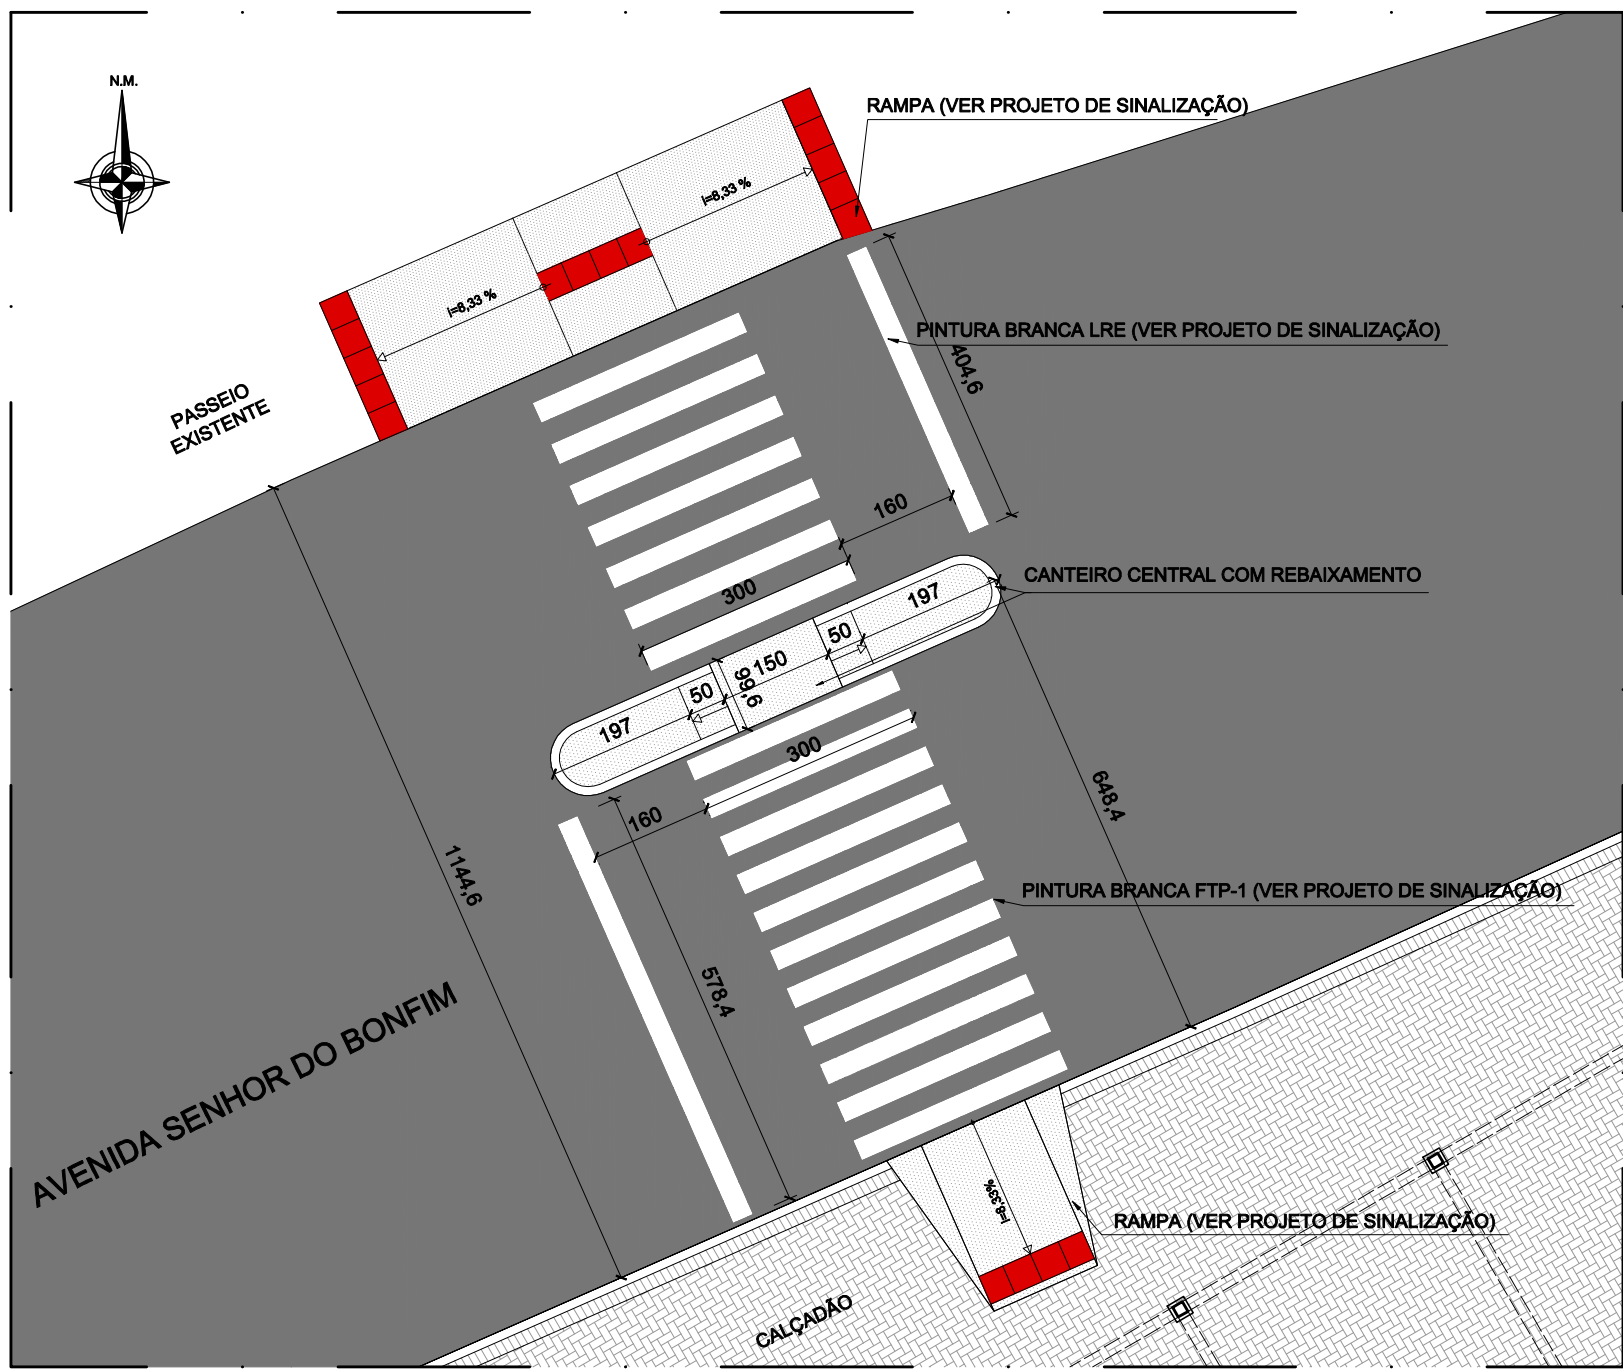 N.M.
RAMPA (VER PROJETO DE SINALIZAÇÃO)
i=8,33 %
i=8,33 %
PINTURA BRANCA LRE (VER PROJETO DE SINALIZAÇÃO)
404,6
PASSEIO
EXISTENTE
160
CANTEIRO CENTRAL COM REBAIXAMENTO
300
197
50
150
99,6
50
197
300
160
648,4
1144,6
PINTURA BRANCA FTP-1 (VER PROJETO DE SINALIZAÇÃO)
578,4
AVENIDA SENHOR DO BONFIM
i=8,33%
RAMPA (VER PROJETO DE SINALIZAÇÃO)
CALÇADÃO